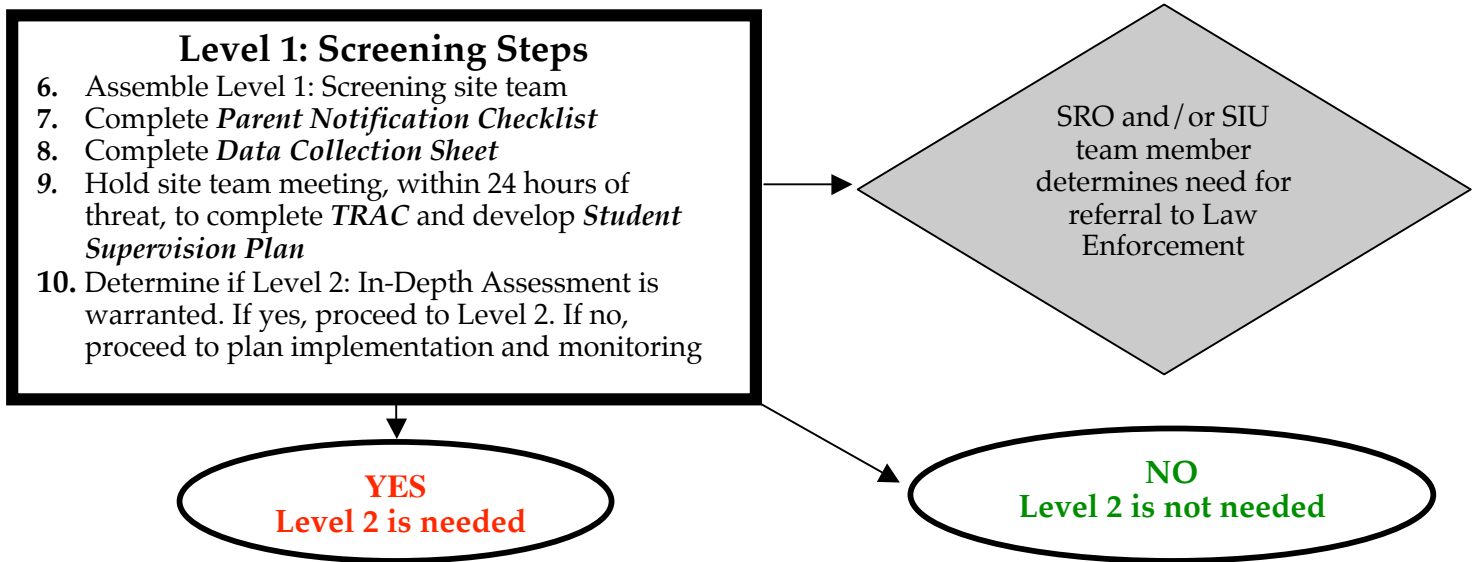 Level 1: Screening Steps
6. Assemble Level 1: Screening site team
7. Complete Parent Notification Checklist
8. Complete Data Collection Sheet
9. Hold site team meeting, within 24 hours of
threat, to complete TRAC and develop Student
Supervision Plan
10. Determine if Level 2: In-Depth Assessment is
warranted. If yes, proceed to Level 2. If no,
proceed to plan implementation and monitoring
SRO and/or SIU
team member
determines need for
referral to Law
Enforcement
YES
Level 2 is needed
NO
Level 2 is not needed